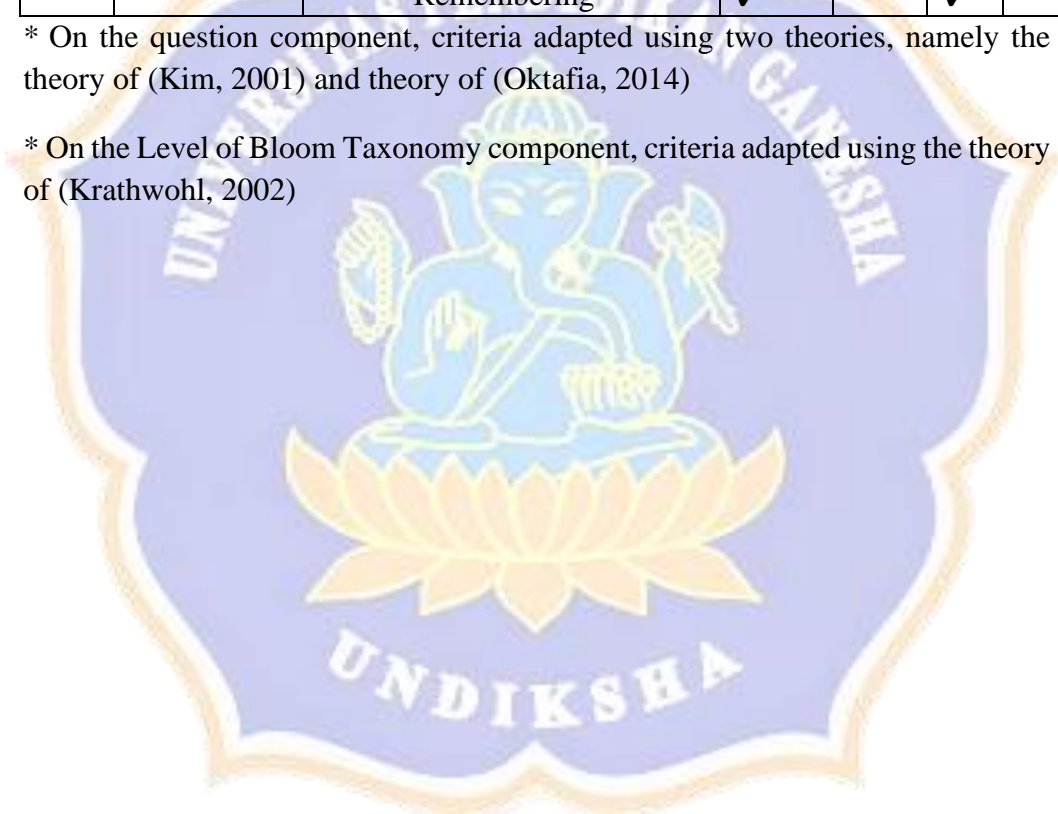 Remembering ✓ ✓
* On the question component, criteria adapted using two theories, namely the
theory of (Kim, 2001) and theory of (Oktafia, 2014)
* On the Level of Bloom Taxonomy component, criteria adapted using the theory
of (Krathwohl, 2002)
GANESHA
UNDIKSHA